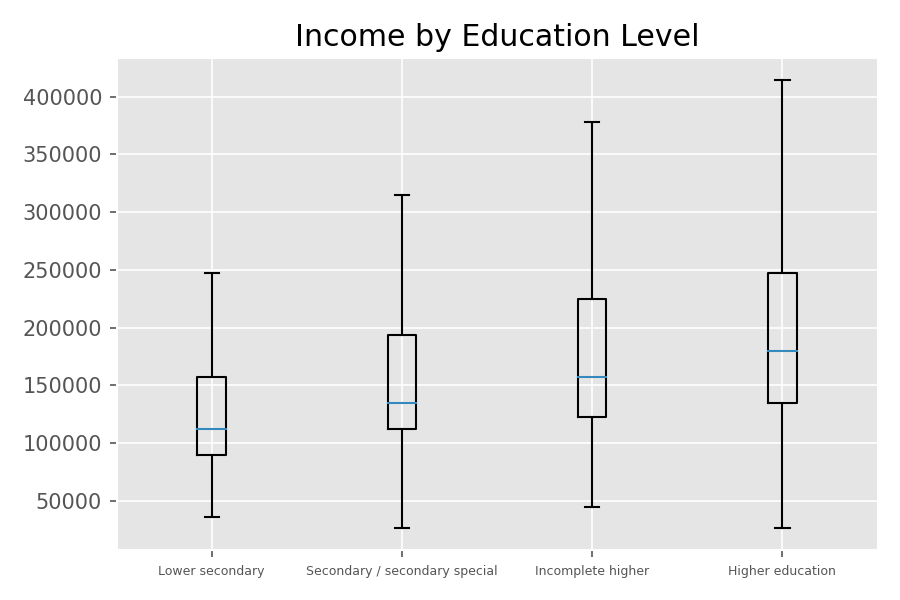 Income by Education Level
400000
350000
300000
250000
200000
150000
100000
50000
Lower secondary
Secondary / secondary special
Incomplete higher
Higher education